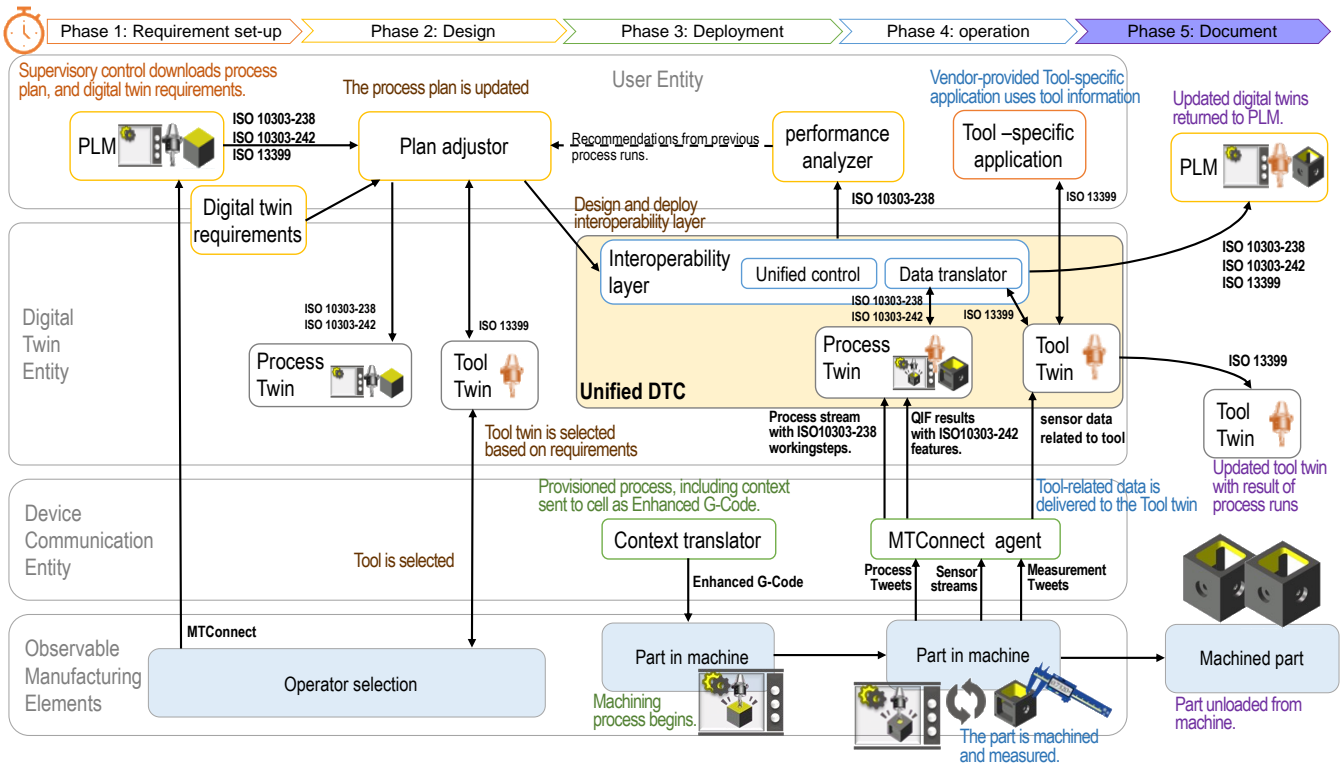 Phase 1: Requirement set-up
Phase 2: Design
Phase 3: Deployment
Phase 4: operation
Phase 5: Document
User Entity
Supervisory control downloads process
plan, and digital twin requirements.
The process plan is updated
Vendor-provided Tool-specific
application uses tool information
Updated digital twins
returned to PLM.
PLM
ISO 10303-238
ISO 10303-242
ISO 13399
Plan adjustor
Recommendations from previous
process runs.
performance
analyzer
Tool –specific
application
PLM
Digital twin
requirements
Design and deploy
interoperability layer
ISO 10303-238
ISO 13399
Digital
Twin
Entity
Interoperability
layer
Unified control
Data translator
ISO 10303-238
ISO 10303-242
ISO 13399
ISO 10303-238
ISO 10303-242
ISO 13399
ISO 10303-238
ISO 10303-242
ISO 13399
Process
Twin
Tool
Twin
Process
Twin
Tool
Twin
Unified DTC
ISO 13399
Tool
Twin
Tool twin is selected
based on requirements
Process stream
with ISO10303-238
workingsteps.
QIF results
with ISO10303-242
features.
sensor data
related to tool
Updated tool twin
with result of
process runs
Device
Communication
Entity
Provisioned process, including context
sent to cell as Enhanced G-Code.
Tool-related data is
delivered to the Tool twin
Tool is selected
Context translator
MTConnect agent
Enhanced G-Code
Process
Tweets
Sensor
streams
Measurement
Tweets
Observable
Manufacturing
Elements
MTConnect
Operator selection
Part in machine
Part in machine
Machined part
Machining
process begins.
The part is machined
and measured.
Part unloaded from
machine.